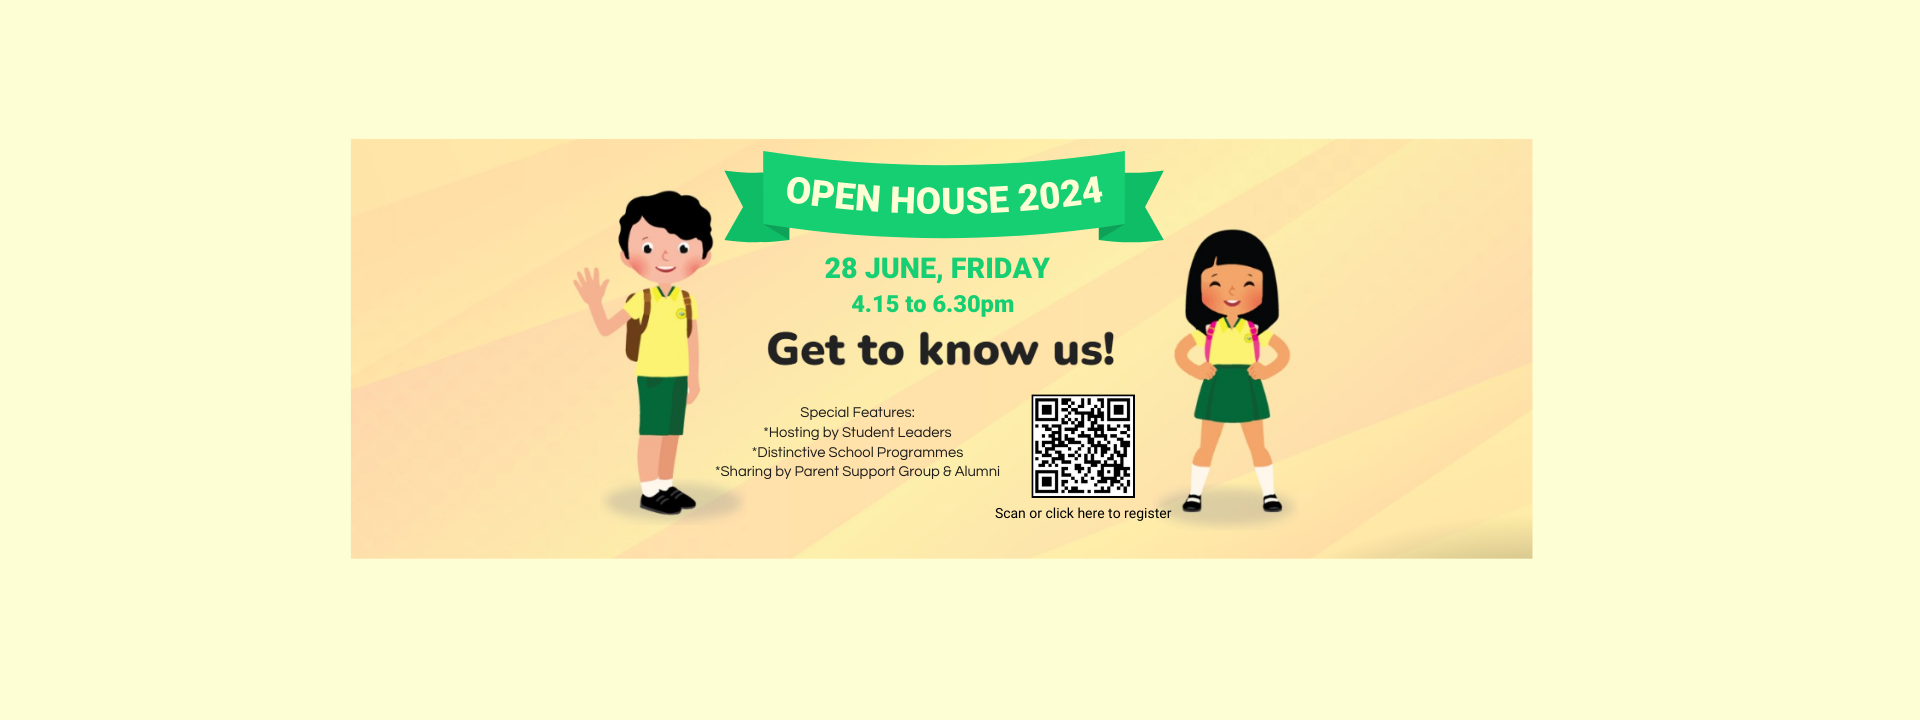 OPEN HOUSE 2024
28 JUNE, FRIDAY
4.15 to 6.30pm
Get to know us!
Special Features:
*Hosting by Student Leaders
*Distinctive School Programmes
*Sharing by Parent Support Group & Alumni
Scan or click here to register